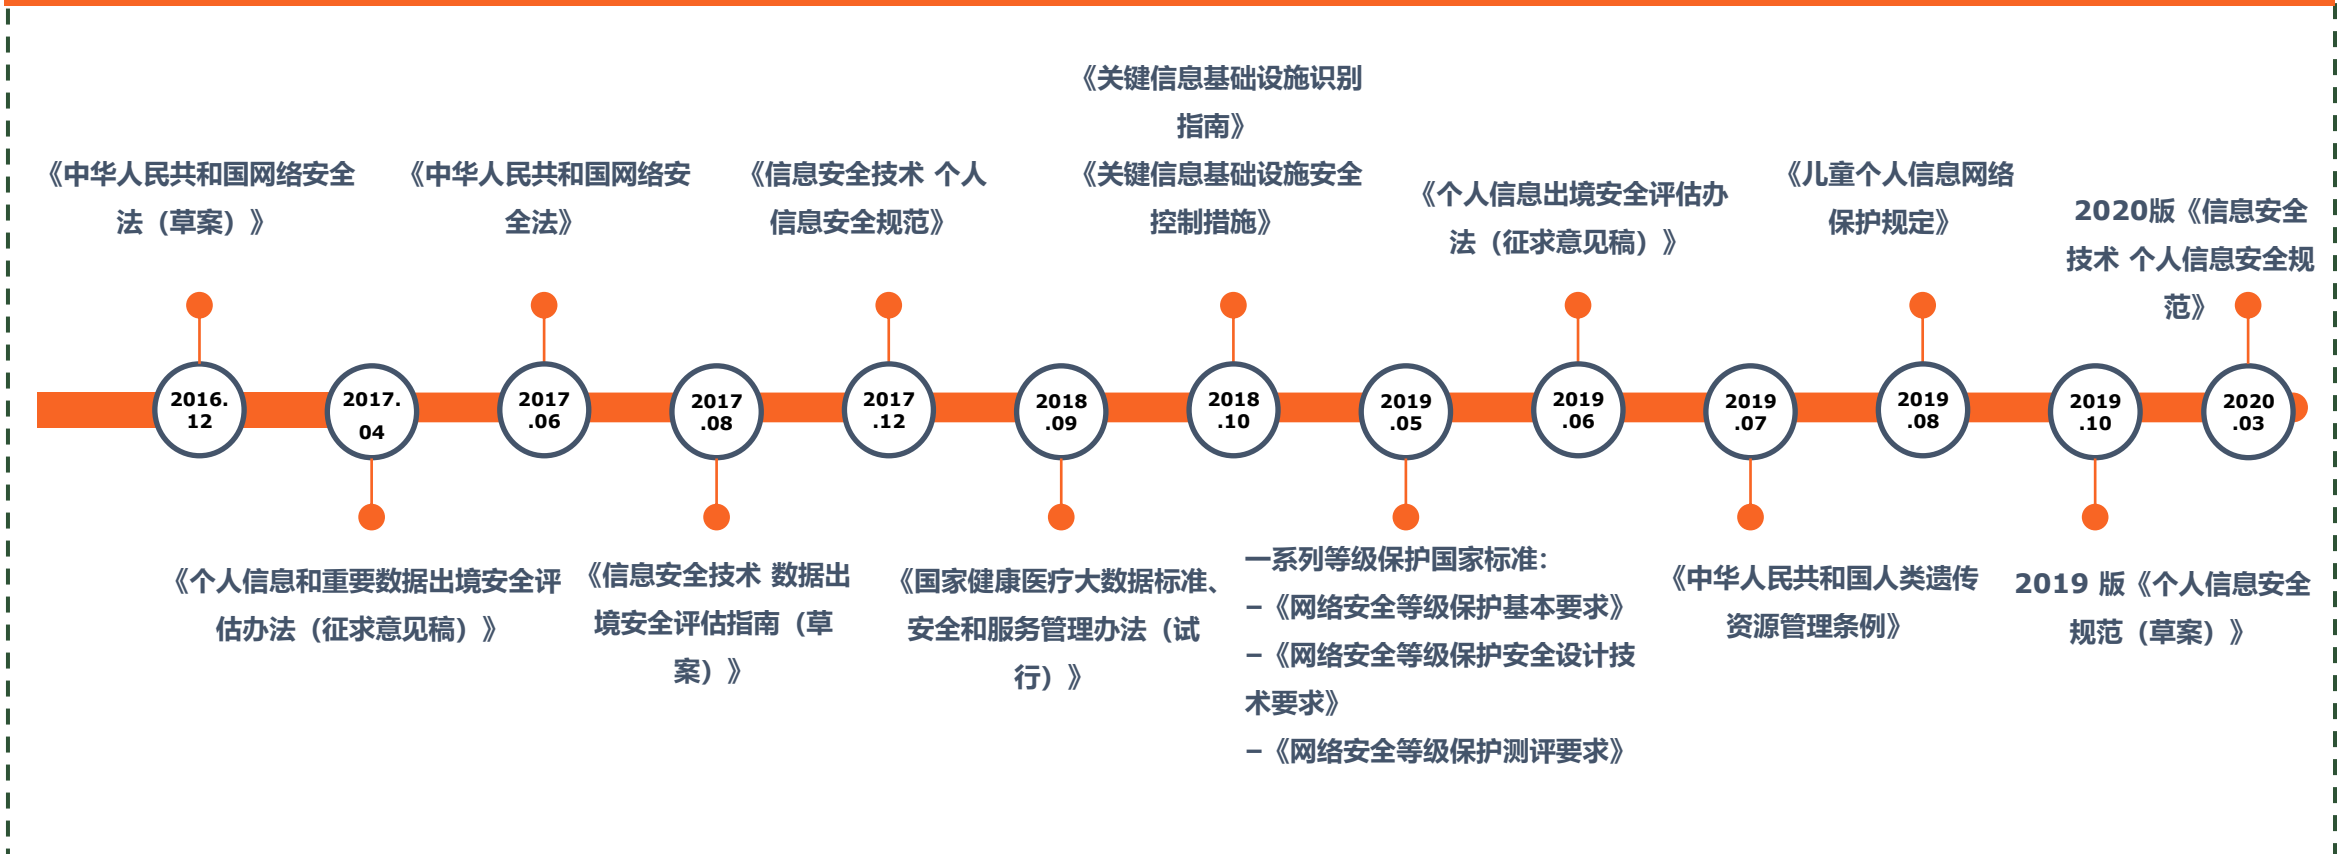 《关键信息基础设施识别
指南》
《中华人民共和国网络安全
法（草案）》
《中华人民共和国网络安
全法》
《信息安全技术 个人
信息安全规范》
《关键信息基础设施安全
控制措施》
《个人信息出境安全评估办
法（征求意见稿）》
《儿童个人信息网络
保护规定》
2020版《信息安全
技术 个人信息安全规
范》
2016.
12
2017.
04
2017
.06
2017
.08
2017
.12
2018
.09
2018
.10
2019
.05
2019
.06
2019
.07
2019
.08
2019
.10
2020
.03
《个人信息和重要数据出境安全评
估办法（征求意见稿）》
《信息安全技术 数据出
境安全评估指南（草
案）》
《国家健康医疗大数据标准、
安全和服务管理办法（试
行）》
一系列等级保护国家标准：
–《网络安全等级保护基本要求》
–《网络安全等级保护安全设计技
术要求》
–《网络安全等级保护测评要求》
《中华人民共和国人类遗传
资源管理条例》
2019 版《个人信息安全
规范（草案）》